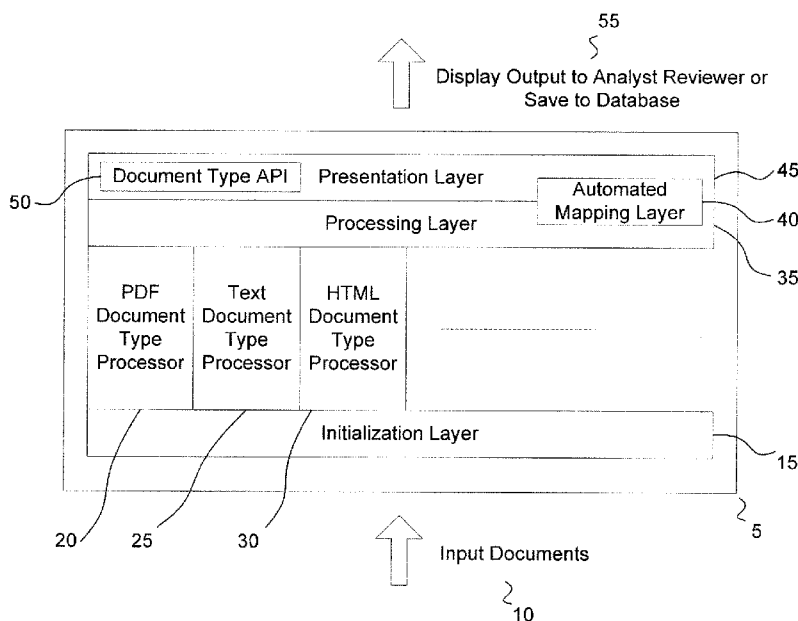 55
Display Output to Analyst Reviewer or
Save to Database
Document Type API
Presentation Layer
45
50
Automated
Mapping Layer
40
Processing Layer
35
PDF
Document
Type
Processor
Text
Document
Type
Processor
HTML
Document
Type
Processor
Initialization Layer
15
20
25
30
5
Input Documents
10